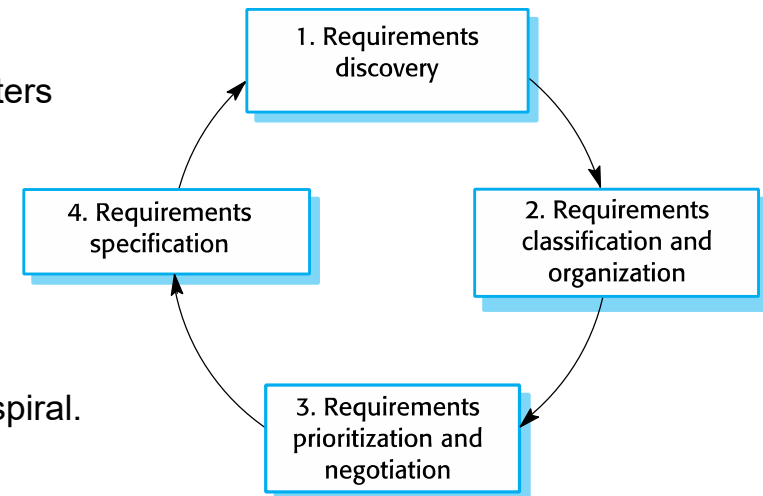 1. Requirements
discovery
ters
4. Requirements
specification
2. Requirements
classification and
organization
spiral.
3. Requirements
prioritization and
negotiation